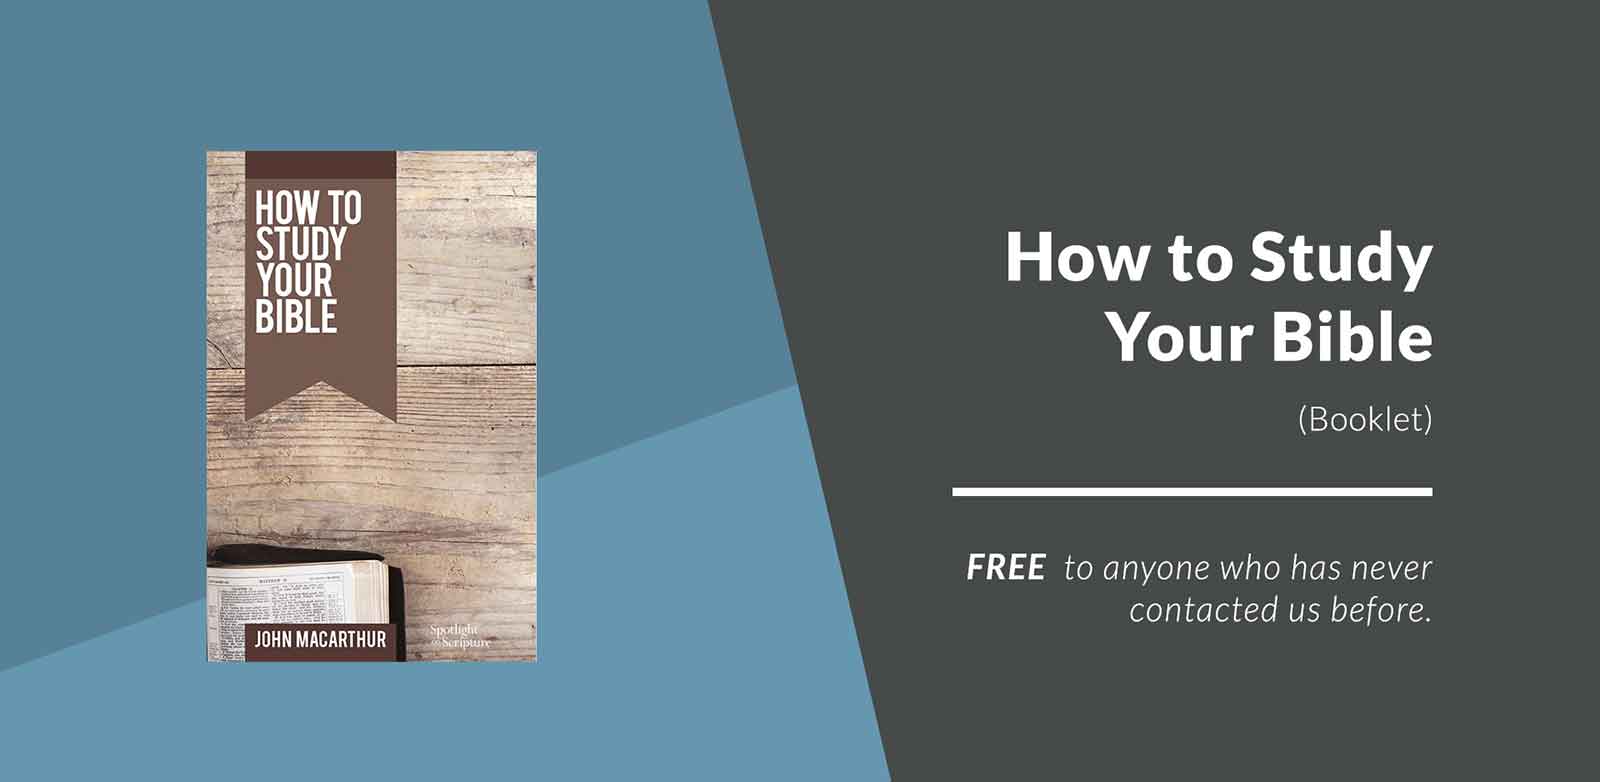 HOW TO
STUDY
YOUR
BIBLE
JOHN MACARTHUR
Spotlight
on Scripture
How to Study
Your Bible
(Booklet)
FREE to anyone who has never
contacted us before.